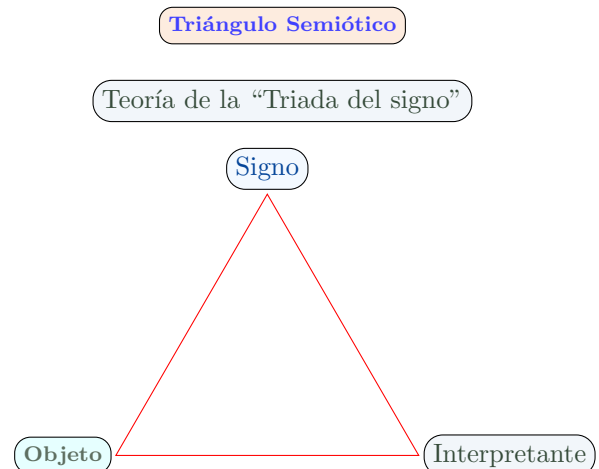 Triángulo Semiótico
Teoría de la “Triada del signo”
Signo
Objeto
Interpretante